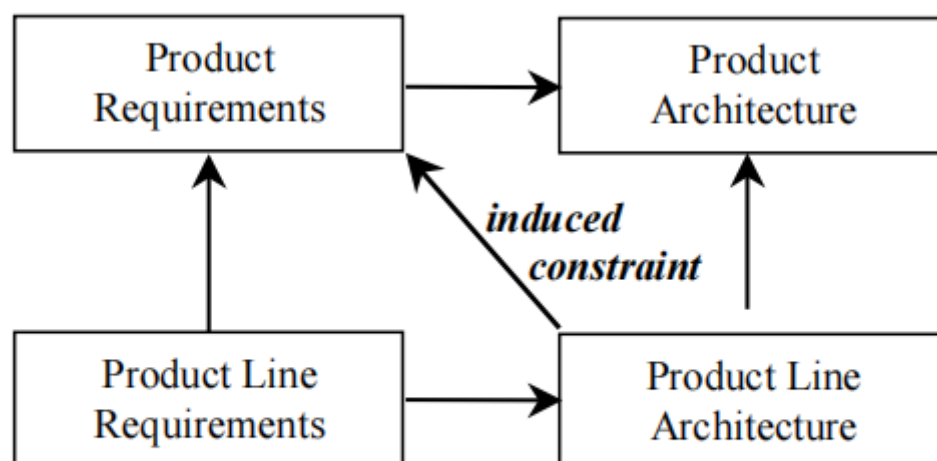 Product
Requirements
Product
Architecture
induced
constraint
Product Line
Requirements
Product Line
Architecture